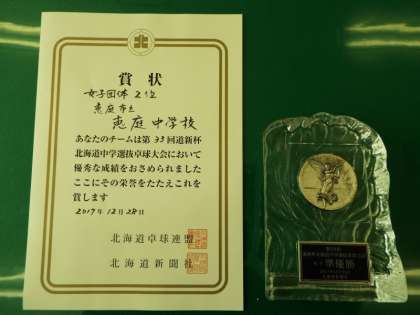 賞状
女子団体 2位
恵庭市立
恵庭中学校
あなたのチームは第33回道新杯
北海道中学選抜卓球大会において
優秀な成績をおさめられました
ここにその栄誉をたたえこれを
賞します
2017年12月28日
北海道卓球連盟
北海道新聞社
準優勝